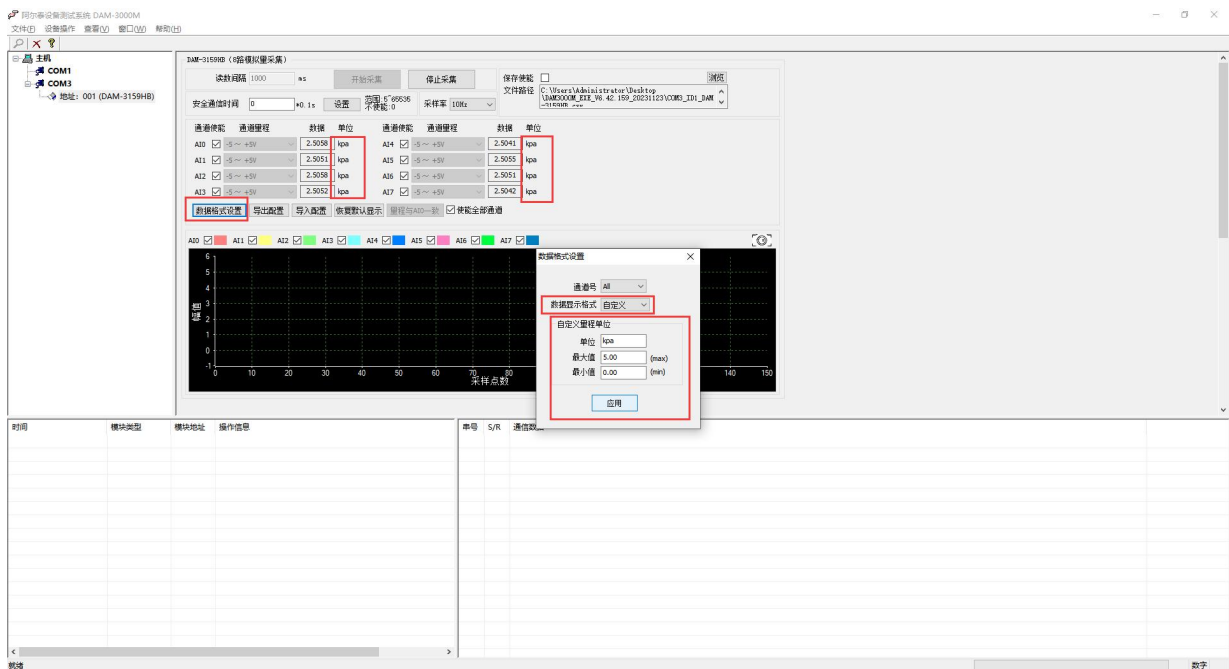 阿尔泰设备测试系统 DAM-3000M
文件(F) 设备操作 查看(V) 窗口(W) 帮助(H)
主机
COM1
COM3
地址: 001 (DAM-3159HB)
DAM-3159HB (8路模拟量采集)
读数间隔 1000 ms 开始采集 停止采集 保存使能 浏览
文件路径 C:\Users\Administrator\Desktop
\DAM3000M_EXE_V6.42.159_20231123\COM3_ID1_DAM
安全通信时间 0 *0.1s 设置 范围:5~65535
不使能:0 采样率 10Hz
通道使能 通道量程 数据 单位 通道使能 通道量程 数据 单位
AI0 -5～+5V 2.5058 kpa AI4 -5～+5V 2.5041 kpa
AI1 -5～+5V 2.5051 kpa AI5 -5～+5V 2.5055 kpa
AI2 -5～+5V 2.5058 kpa AI6 -5～+5V 2.5051 kpa
AI3 -5～+5V 2.5052 kpa AI7 -5～+5V 2.5042 kpa
数据格式设置 导出配置 导入配置 恢复默认显示 量程与AI0一致 使能全部通道
AI0 AI1 AI2 AI3 AI4 AI5 AI6 AI7
幅值
6
5
4
3
2
1
0
-1
0 10 20 30 40 50 60 70 80 140 150
采样点数
数据格式设置
通道号 All
数据显示格式 自定义
自定义量程单位
单位 kpa
最大值 5.00 (max)
最小值 0.00 (min)
应用
时间 模块类型 模块地址 操作信息 串号 S/R 通信数
就绪 数字